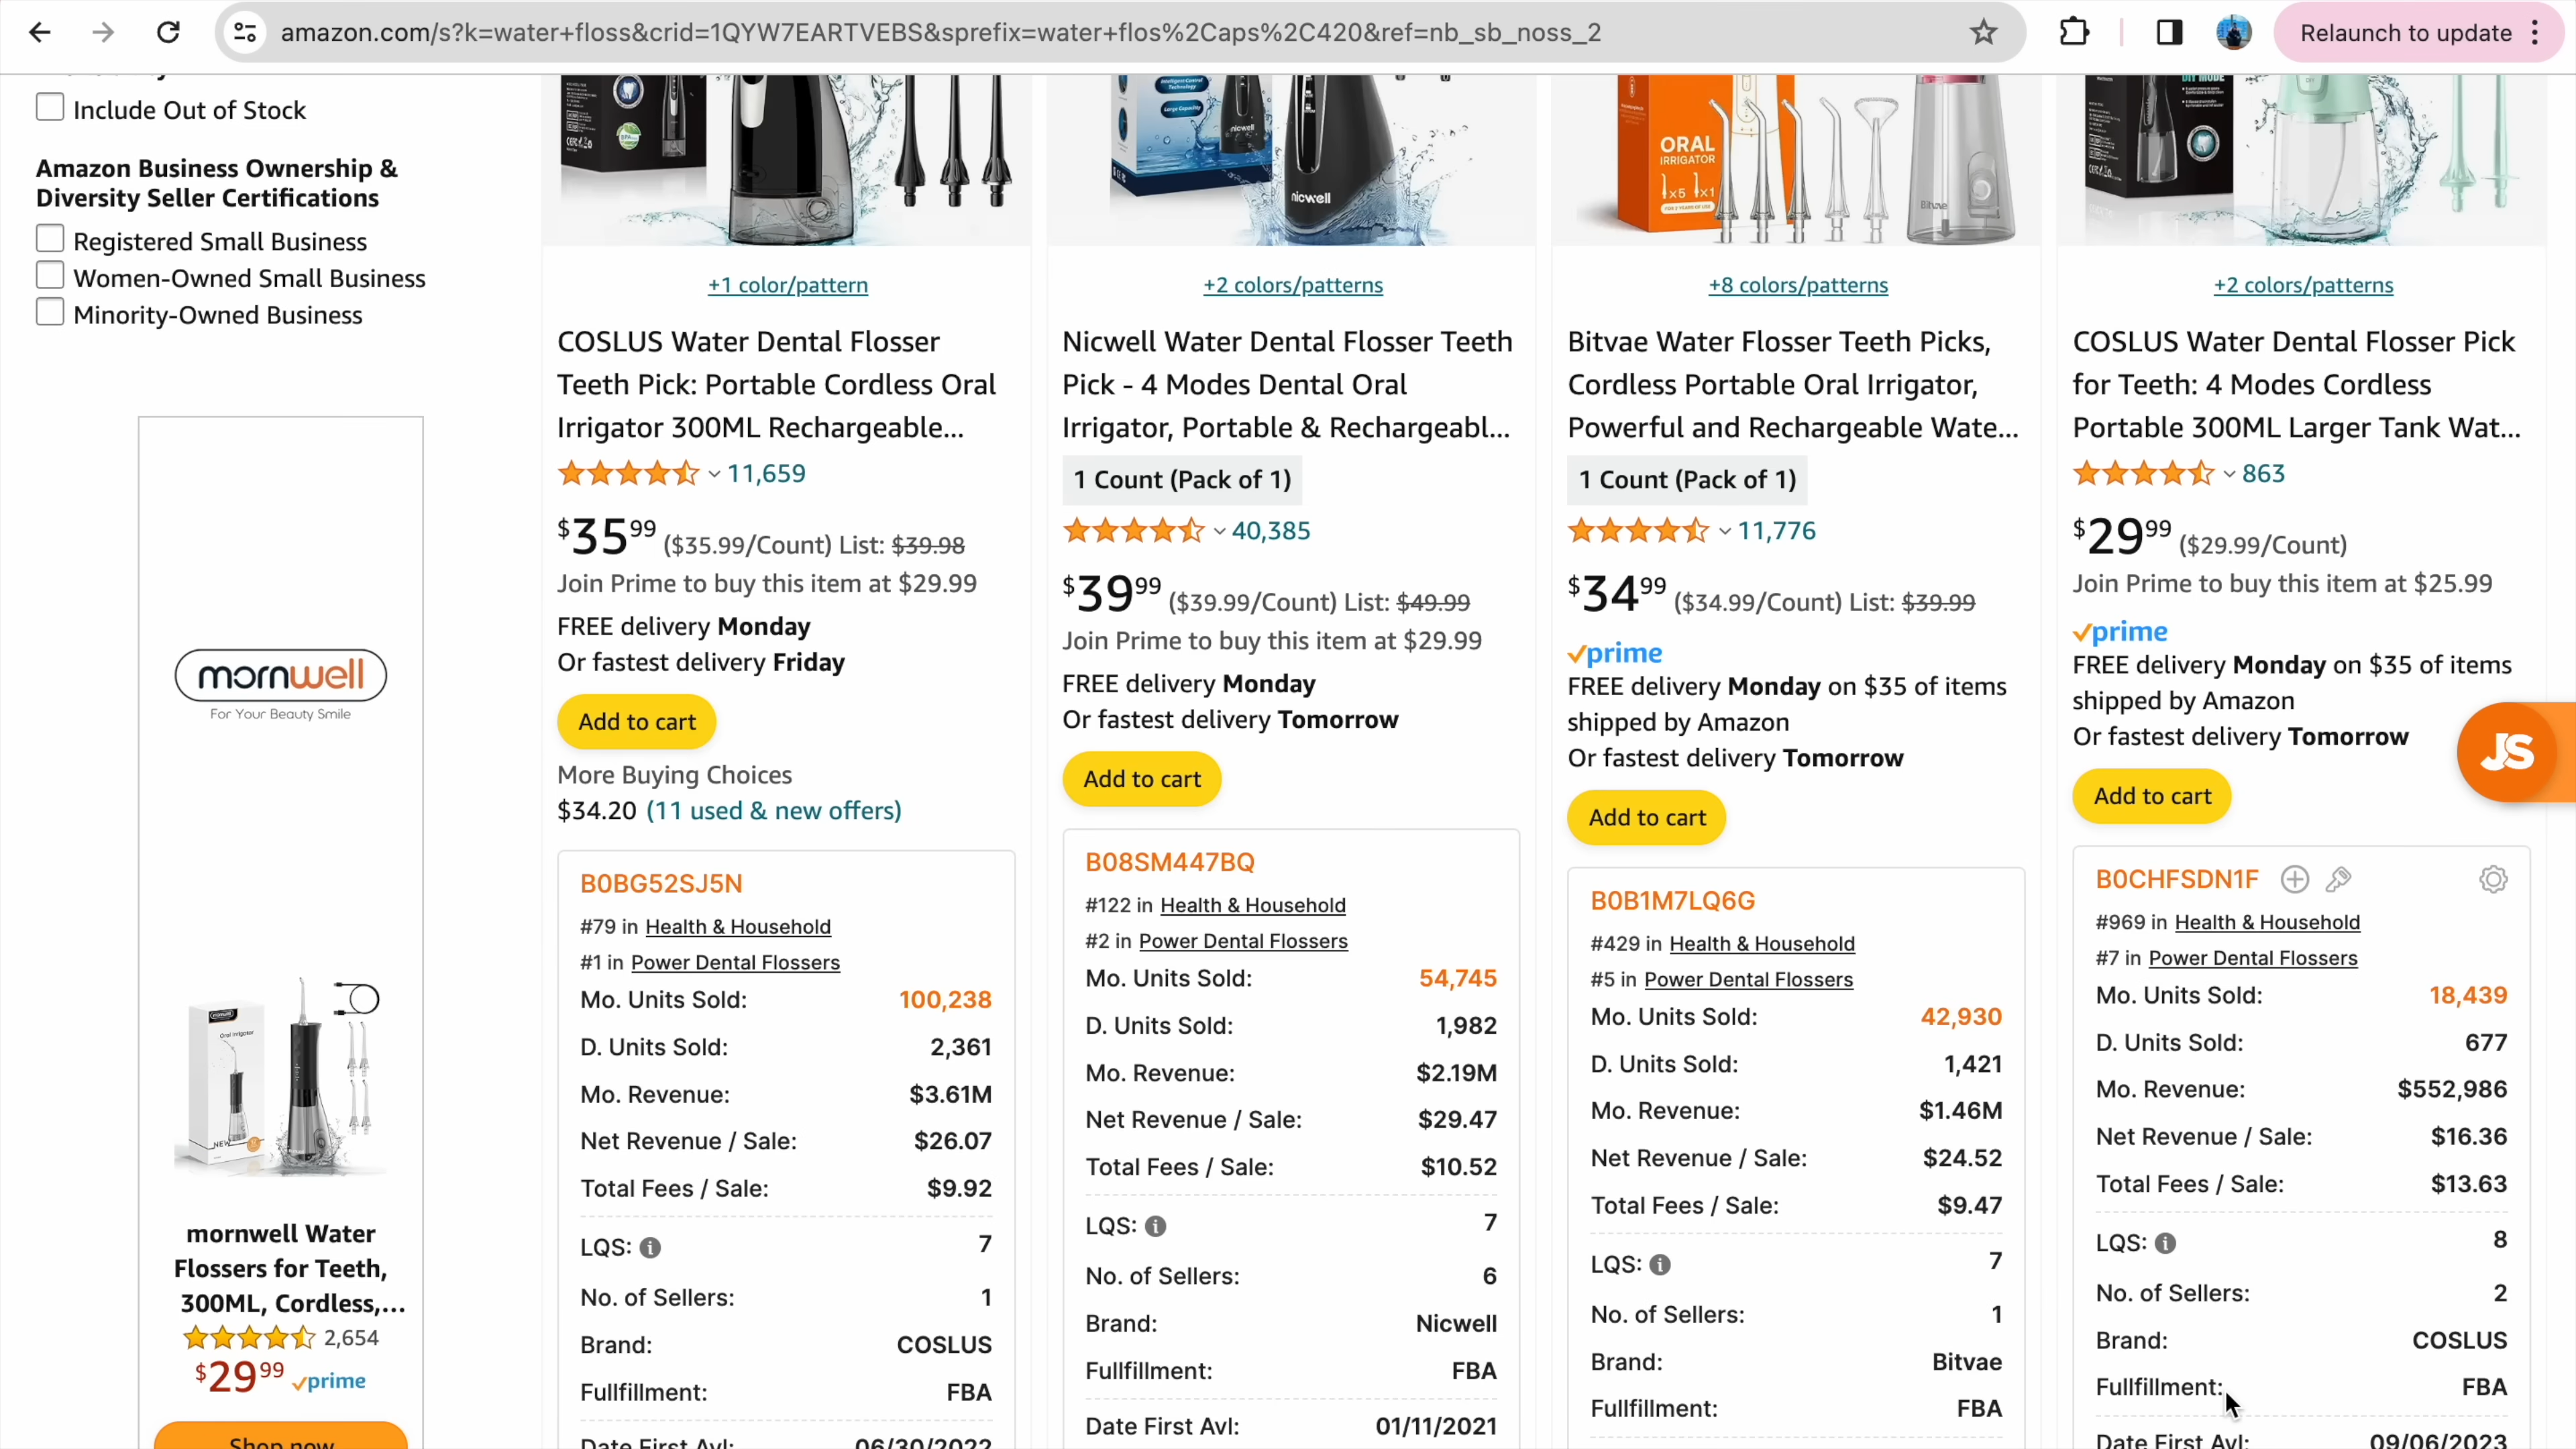 amazon.com/s?k=water+floss&crid=1QYW7EARTVEBS&sprefix=water+flos%2Caps%2C420&ref=nb_sb_noss_2
Relaunch to update
Include Out of Stock
Amazon Business Ownership &
Diversity Seller Certifications
Registered Small Business
Women-Owned Small Business
Minority-Owned Business
mornwell
For Your Beauty Smile
mornwell Water
Flossers for Teeth,
300ML, Cordless,...
2,654
$29 99 prime
Shop now
+1 color/pattern
COSLUS Water Dental Flosser
Teeth Pick: Portable Cordless Oral
Irrigator 300ML Rechargeable...
11,659
$35 99 ($35.99/Count) List: $39.98
Join Prime to buy this item at $29.99
FREE delivery Monday
Or fastest delivery Friday
Add to cart
More Buying Choices
$34.20 (11 used & new offers)
B0BG52SJ5N
#79 in Health & Household
#1 in Power Dental Flossers
Mo. Units Sold: 100,238
D. Units Sold: 2,361
Mo. Revenue: $3.61M
Net Revenue / Sale: $26.07
Total Fees / Sale: $9.92
LQS: 7
No. of Sellers: 1
Brand: COSLUS
Fullfillment: FBA
Date First Avl: 06/30/2022
nicwell
nicwell
+2 colors/patterns
Nicwell Water Dental Flosser Teeth
Pick - 4 Modes Dental Oral
Irrigator, Portable & Rechargeabl...
1 Count (Pack of 1)
40,385
$39 99 ($39.99/Count) List: $49.99
Join Prime to buy this item at $29.99
FREE delivery Monday
Or fastest delivery Tomorrow
Add to cart
B08SM447BQ
#122 in Health & Household
#2 in Power Dental Flossers
Mo. Units Sold: 54,745
D. Units Sold: 1,982
Mo. Revenue: $2.19M
Net Revenue / Sale: $29.47
Total Fees / Sale: $10.52
LQS: 7
No. of Sellers: 6
Brand: Nicwell
Fullfillment: FBA
Date First Avl: 01/11/2021
ORAL
IRRIGATOR
x5 x1
Bitvae
+8 colors/patterns
Bitvae Water Flosser Teeth Picks,
Cordless Portable Oral Irrigator,
Powerful and Rechargeable Wate...
1 Count (Pack of 1)
11,776
$34 99 ($34.99/Count) List: $39.99
prime
FREE delivery Monday on $35 of items
shipped by Amazon
Or fastest delivery Tomorrow
Add to cart
B0B1M7LQ6G
#429 in Health & Household
#5 in Power Dental Flossers
Mo. Units Sold: 42,930
D. Units Sold: 1,421
Mo. Revenue: $1.46M
Net Revenue / Sale: $24.52
Total Fees / Sale: $9.47
LQS: 7
No. of Sellers: 1
Brand: Bitvae
Fullfillment: FBA
+2 colors/patterns
COSLUS Water Dental Flosser Pick
for Teeth: 4 Modes Cordless
Portable 300ML Larger Tank Wat...
863
$29 99 ($29.99/Count)
Join Prime to buy this item at $25.99
prime
FREE delivery Monday on $35 of items
shipped by Amazon
Or fastest delivery Tomorrow
Add to cart
JS
B0CHFSDN1F
#969 in Health & Household
#7 in Power Dental Flossers
Mo. Units Sold: 18,439
D. Units Sold: 677
Mo. Revenue: $552,986
Net Revenue / Sale: $16.36
Total Fees / Sale: $13.63
LQS: 8
No. of Sellers: 2
Brand: COSLUS
Fullfillment: FBA
Date First Avl: 09/06/2023